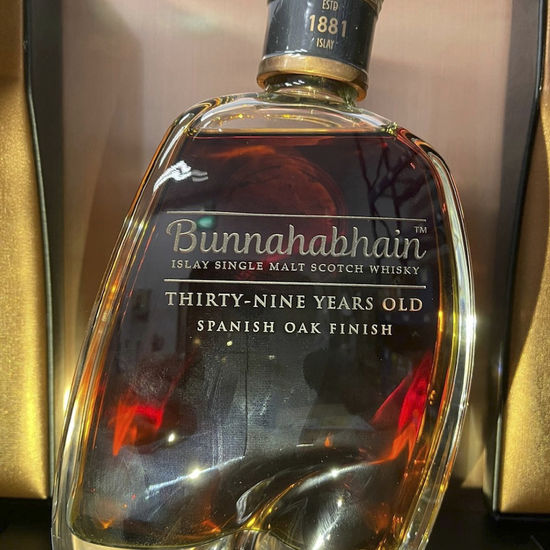 ESTD
1881
ISLAY
Bunnahabhain™
ISLAY SINGLE MALT SCOTCH WHISKY
THIRTY-NINE YEARS OLD
SPANISH OAK FINISH